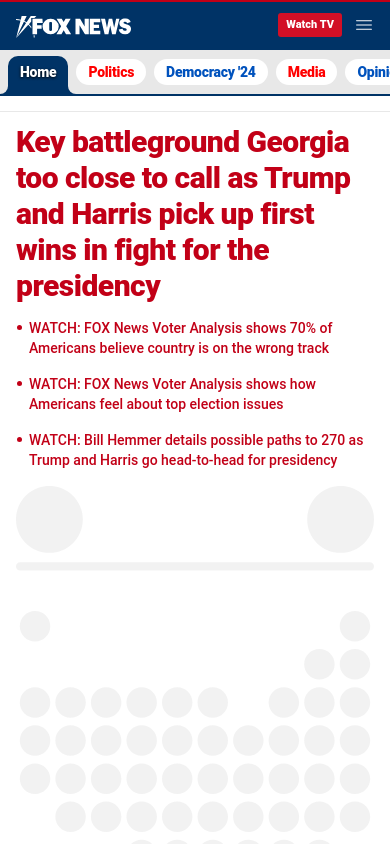 FOX NEWS
Watch TV
Home
Politics
Democracy '24
Media
Opini
Key battleground Georgia
too close to call as Trump
and Harris pick up first
wins in fight for the
presidency
• WATCH: FOX News Voter Analysis shows 70% of
Americans believe country is on the wrong track
• WATCH: FOX News Voter Analysis shows how
Americans feel about top election issues
• WATCH: Bill Hemmer details possible paths to 270 as
Trump and Harris go head-to-head for presidency